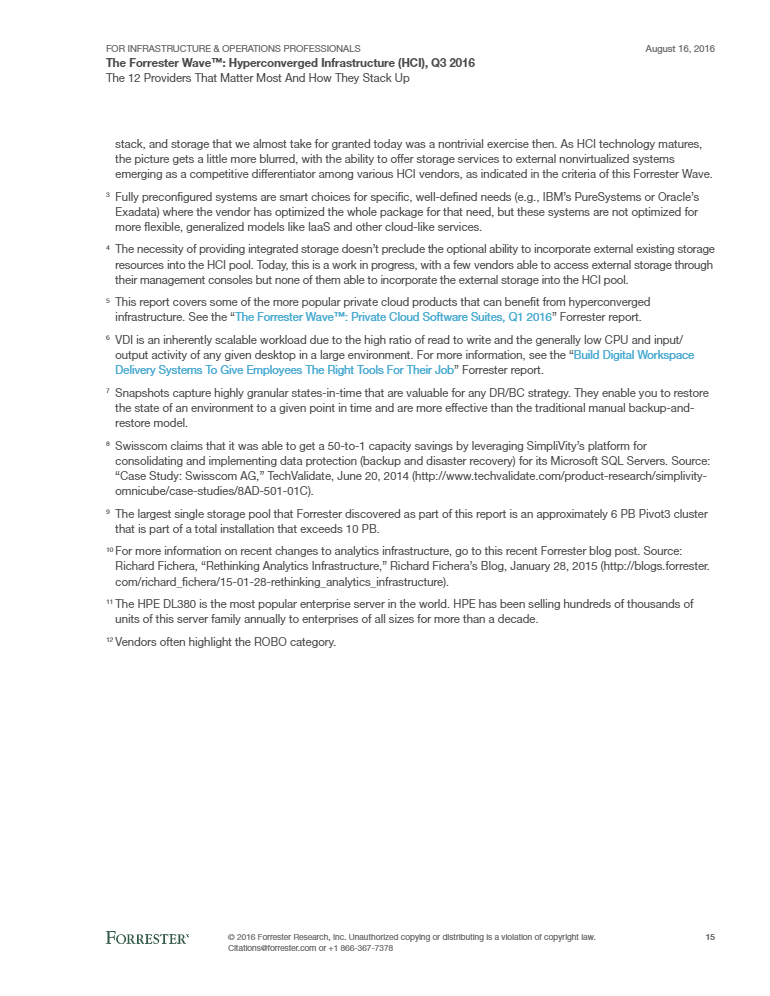 FOR INFRASTRUCTURE & OPERATIONS PROFESSIONALS
August 16, 2016
The Forrester Wave™: Hyperconverged Infrastructure (HCI), Q3 2016
The 12 Providers That Matter Most And How They Stack Up
stack, and storage that we almost take for granted today was a nontrivial exercise then. As HCI technology matures,
the picture gets a little more blurred, with the ability to offer storage services to external nonvirtualized systems
emerging as a competitive differentiator among various HCI vendors, as indicated in the criteria of this Forrester Wave.
3 Fully preconfigured systems are smart choices for specific, well-defined needs (e.g., IBM’s PureSystems or Oracle’s
Exadata) where the vendor has optimized the whole package for that need, but these systems are not optimized for
more flexible, generalized models like IaaS and other cloud-like services.
4 The necessity of providing integrated storage doesn’t preclude the optional ability to incorporate external existing storage
resources into the HCI pool. Today, this is a work in progress, with a few vendors able to access external storage through
their management consoles but none of them able to incorporate the external storage into the HCI pool.
5 This report covers some of the more popular private cloud products that can benefit from hyperconverged
infrastructure. See the “The Forrester Wave™: Private Cloud Software Suites, Q1 2016” Forrester report.
6 VDI is an inherently scalable workload due to the high ratio of read to write and the generally low CPU and input/
output activity of any given desktop in a large environment. For more information, see the “Build Digital Workspace
Delivery Systems To Give Employees The Right Tools For Their Job” Forrester report.
7 Snapshots capture highly granular states-in-time that are valuable for any DR/BC strategy. They enable you to restore
the state of an environment to a given point in time and are more effective than the traditional manual backup-and-
restore model.
8 Swisscom claims that it was able to get a 50-to-1 capacity savings by leveraging SimpliVity’s platform for
consolidating and implementing data protection (backup and disaster recovery) for its Microsoft SQL Servers. Source:
“Case Study: Swisscom AG,” TechValidate, June 20, 2014 (http://www.techvalidate.com/product-research/simplivity-
omnicube/case-studies/8AD-501-01C).
9 The largest single storage pool that Forrester discovered as part of this report is an approximately 6 PB Pivot3 cluster
that is part of a total installation that exceeds 10 PB.
10 For more information on recent changes to analytics infrastructure, go to this recent Forrester blog post. Source:
Richard Fichera, “Rethinking Analytics Infrastructure,” Richard Fichera’s Blog, January 28, 2015 (http://blogs.forrester.
com/richard_fichera/15-01-28-rethinking_analytics_infrastructure).
11 The HPE DL380 is the most popular enterprise server in the world. HPE has been selling hundreds of thousands of
units of this server family annually to enterprises of all sizes for more than a decade.
12 Vendors often highlight the ROBO category.
FORRESTER
© 2016 Forrester Research, Inc. Unauthorized copying or distributing is a violation of copyright law.
Citations@forrester.com or +1 866-367-7378
15